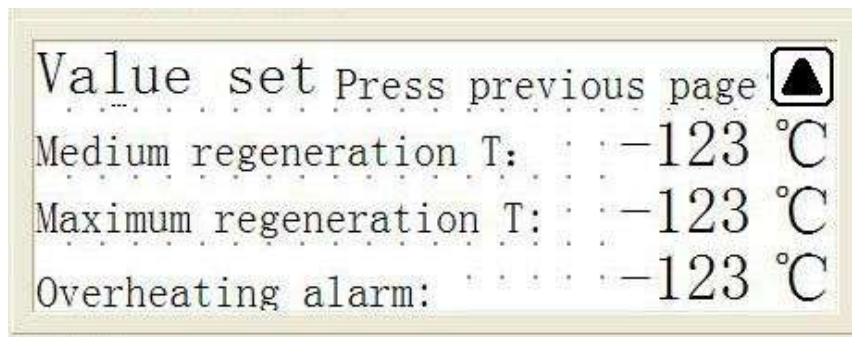 Value set Press previous page ▲
Medium regeneration T: -123 ℃
Maximum regeneration T: -123 ℃
Overheating alarm: -123 ℃